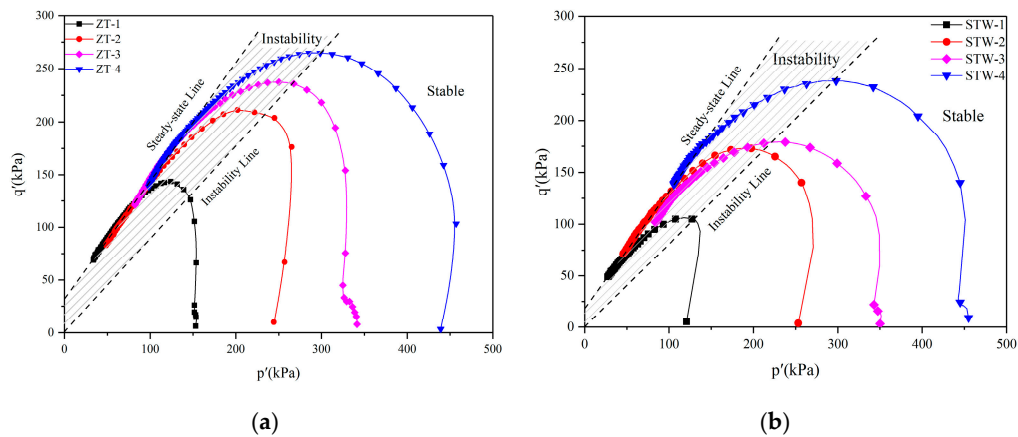 ZT-1
ZT-2
ZT-3
ZT 4
Instability
Steady-state Line
Stable
Instability Line
q'(kPa)
300
250
200
150
100
50
0
0
100
200
300
400
500
p'(kPa)
(a)
STW-1
STW-2
STW-3
STW-4
Instability
Steady-state Line
Stable
Instability Line
q'(kPa)
300
250
200
150
100
50
0
0
100
200
300
400
500
p'(kPa)
(b)